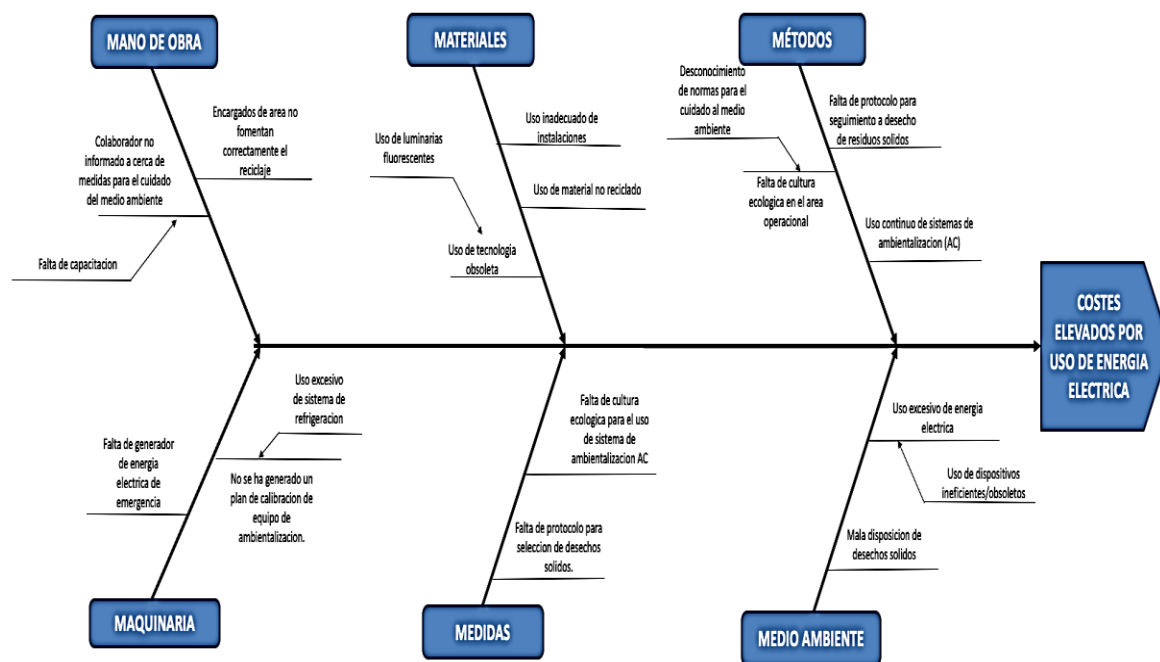 MANO DE OBRA
MATERIALES
MÉTODOS
Encargados de area no
fomentan
correctamente el
reciclaje
Colaborador no
informado a cerca de
medidas para el cuidado
del medio ambiente
Falta de capacitacion
Uso inadecuado de
instalaciones
Uso de luminarias
fluorescentes
Uso de material no reciclado
Uso de tecnologia
obsoleta
Desconocimiento
de normas para el
cuidado al medio
ambiente
Falta de protocolo para
seguimiento a desecho
de residuos solidos
Falta de cultura
ecologica en el area
operacional
Uso continuo de sistemas de
ambientalizacion (AC)
COSTES
ELEVADOS POR
USO DE ENERGIA
ELECTRICA
Uso excesivo
de sistema de
refrigeracion
Falta de generador
de energia
electrica de
emergencia
No se ha generado un
plan de calibracion de
equipo de
ambientalizacion.
Falta de cultura
ecologica para el uso
de sistema de
ambientalizacion AC
Falta de protocolo para
seleccion de desechos
solidos.
Uso excesivo de energia
electrica
Uso de dispositivos
ineficientes/obsoletos
Mala disposicion de
desechos solidos
MAQUINARIA
MEDIDAS
MEDIO AMBIENTE